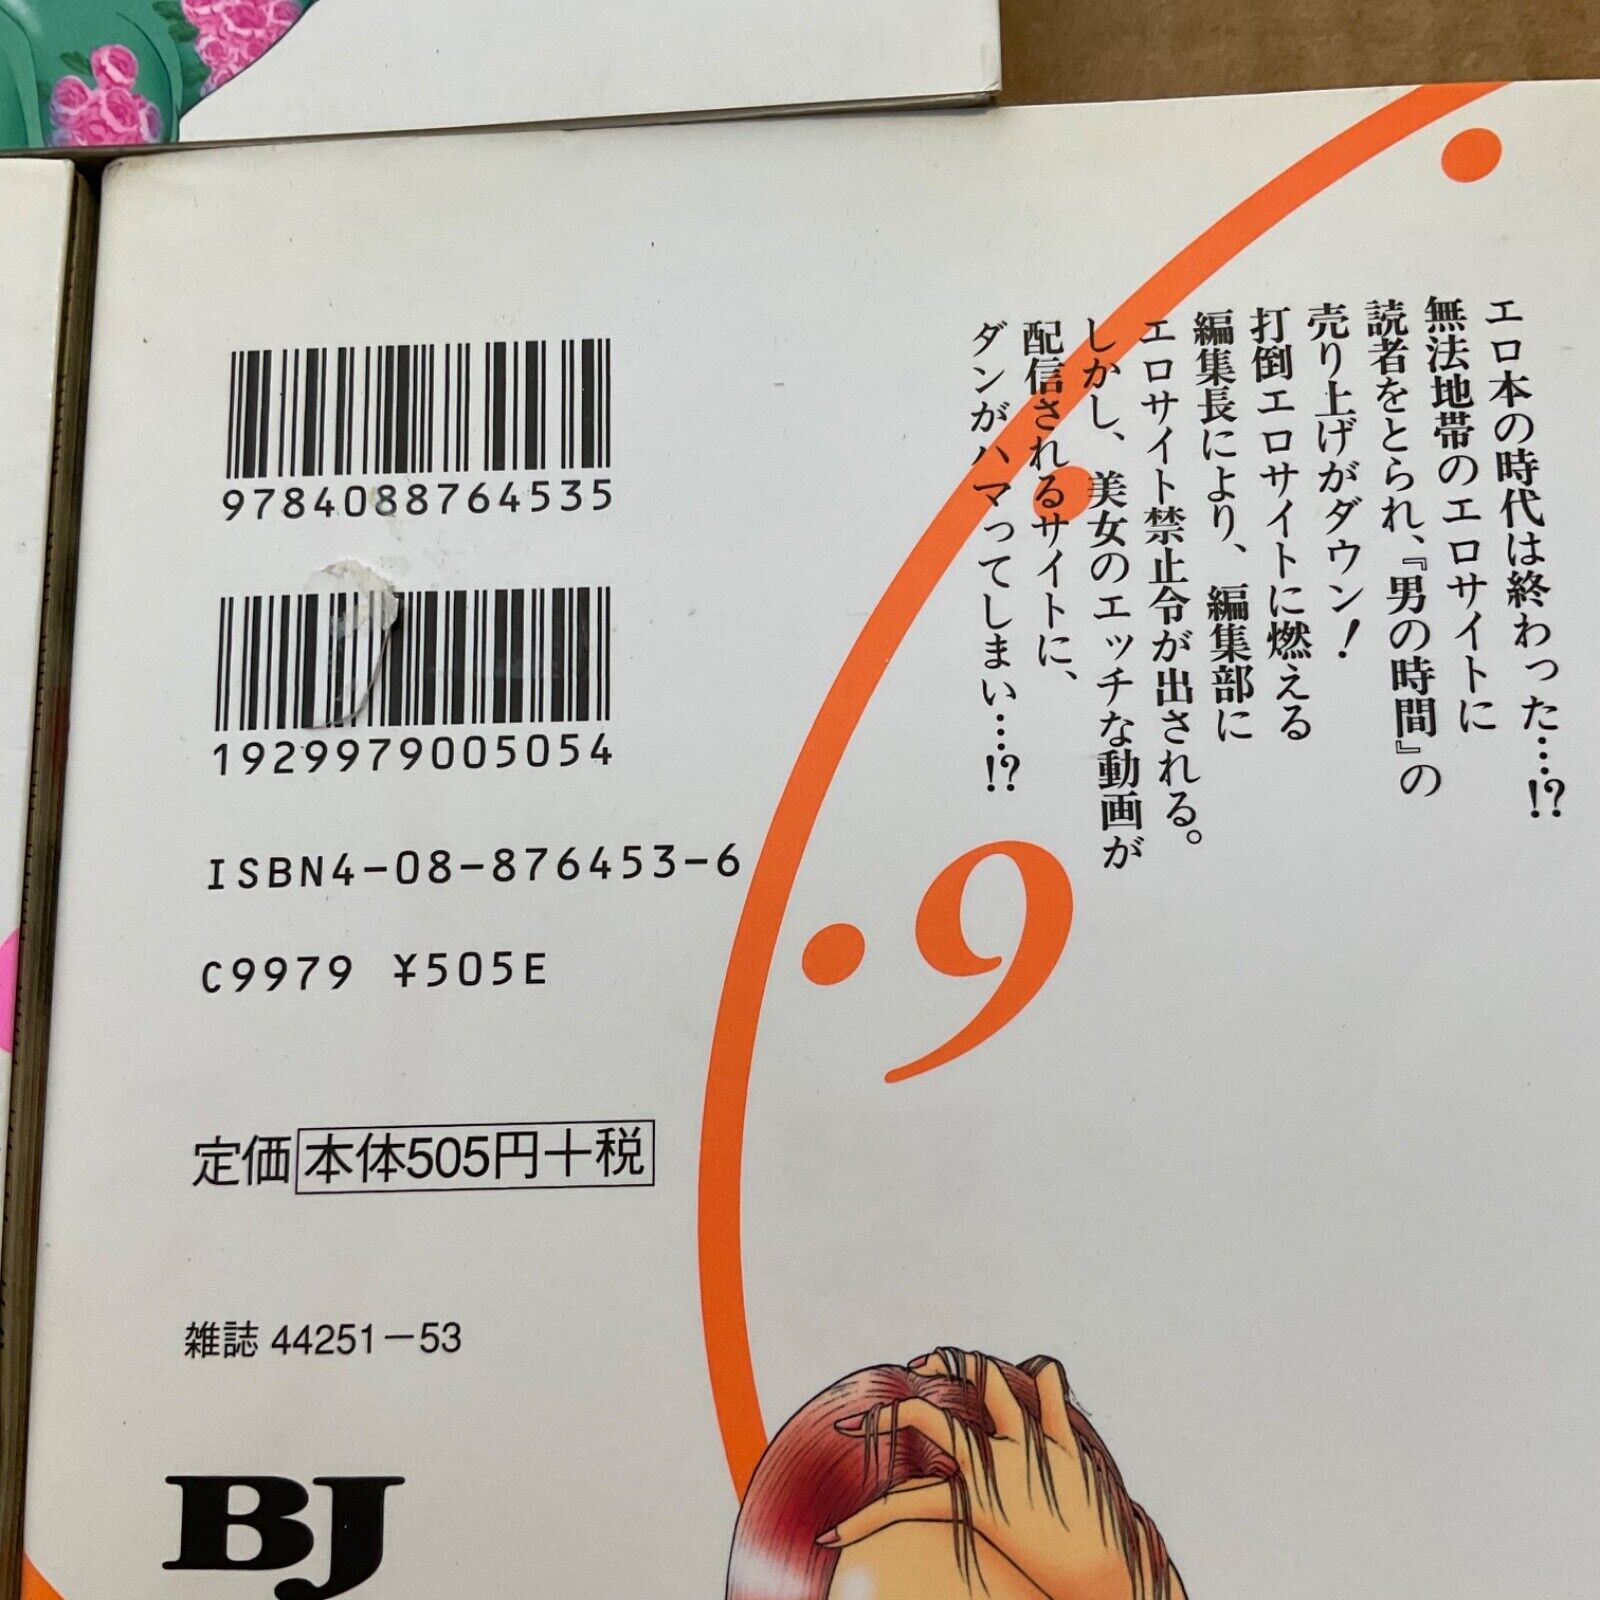 エロ本の時代は終わった…!?
無法地帯のエロサイトに
読者をとられ、『男の時間』の
売り上げがダウン!
打倒エロサイトに燃える
編集長により、編集部に
エロサイト禁止令が出される。
しかし、美女のエッチな動画が
配信されるサイトに、
ダンがハマってしまい…!?
9784088764535
1929979005054
ISBN4-08-876453-6
C9979 ¥505E
9
定価 本体505円+税
雑誌 44251-53
BJ